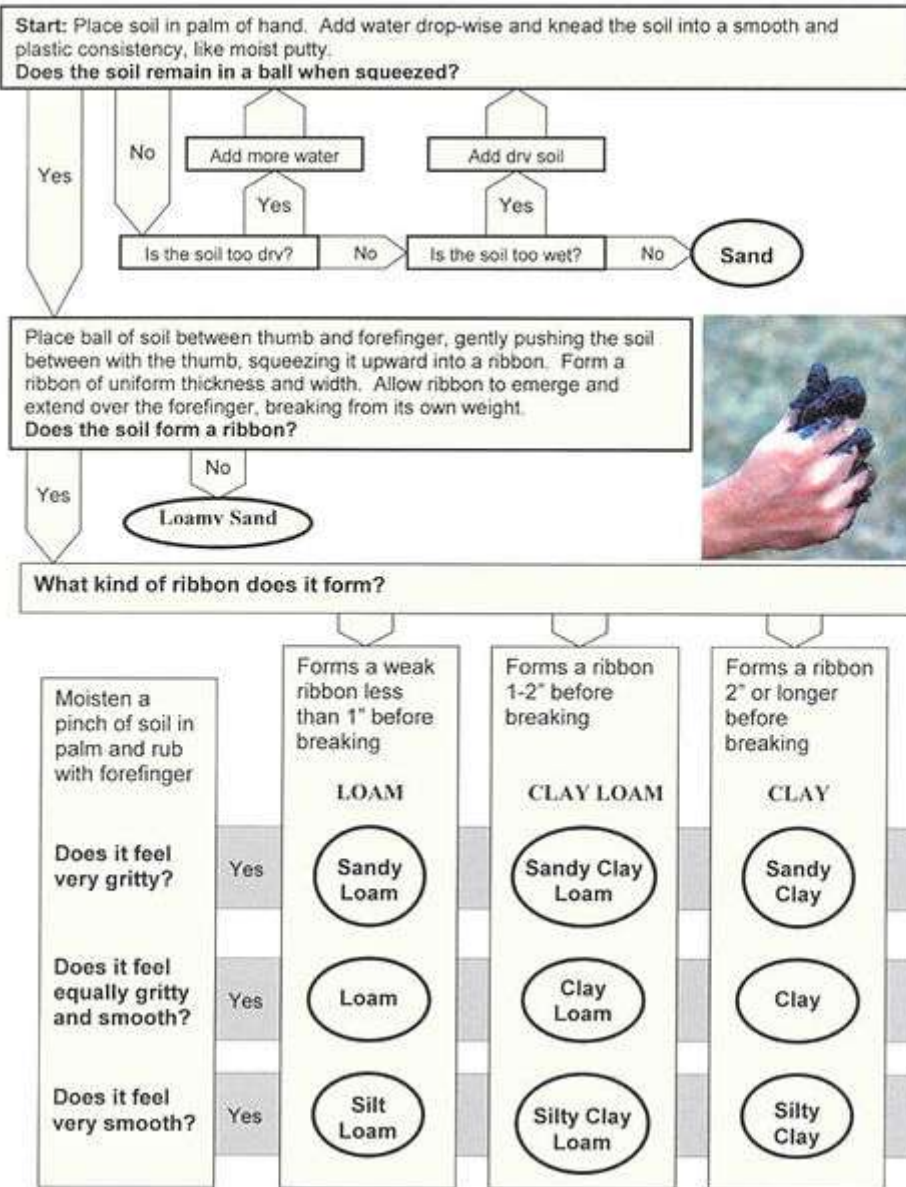 Start: Place soil in palm of hand. Add water drop-wise and knead the soil into a smooth and
plastic consistency, like moist putty.
Does the soil remain in a ball when squeezed?
Yes
No
Add more water
Add drv soil
Yes
Yes
Is the soil too drv?
No
Is the soil too wet?
No
Sand
Place ball of soil between thumb and forefinger, gently pushing the soil
between with the thumb, squeezing it upward into a ribbon. Form a
ribbon of uniform thickness and width. Allow ribbon to emerge and
extend over the forefinger, breaking from its own weight.
Does the soil form a ribbon?
Yes
No
Loamv Sand
What kind of ribbon does it form?
Moisten a
pinch of soil in
palm and rub
with forefinger
Forms a weak
ribbon less
than 1" before
breaking
LOAM
Forms a ribbon
1-2" before
breaking
CLAY LOAM
Forms a ribbon
2" or longer
before
breaking
CLAY
Does it feel
very gritty?
Yes
Sandy
Loam
Sandy Clay
Loam
Sandy
Clay
Does it feel
equally gritty
and smooth?
Yes
Loam
Clay
Loam
Clay
Does it feel
very smooth?
Yes
Silt
Loam
Silty Clay
Loam
Silty
Clay